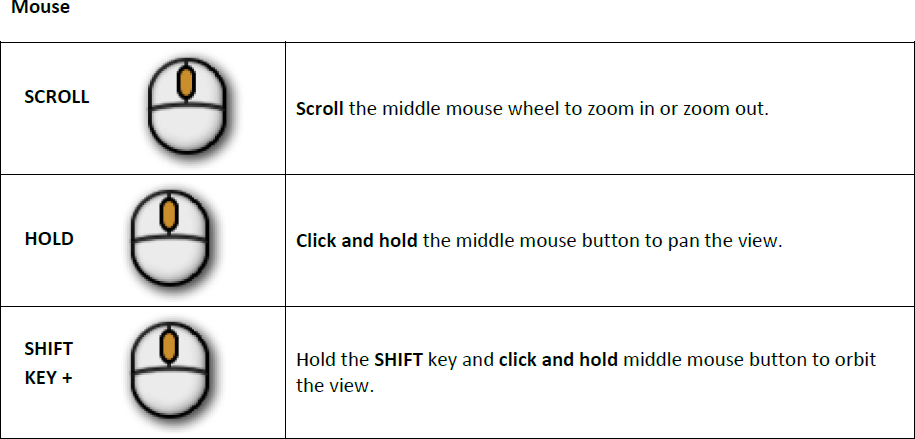 Mouse
SCROLL
Scroll the middle mouse wheel to zoom in or zoom out.
HOLD
Click and hold the middle mouse button to pan the view.
SHIFT
KEY +
Hold the SHIFT key and click and hold middle mouse button to orbit
the view.